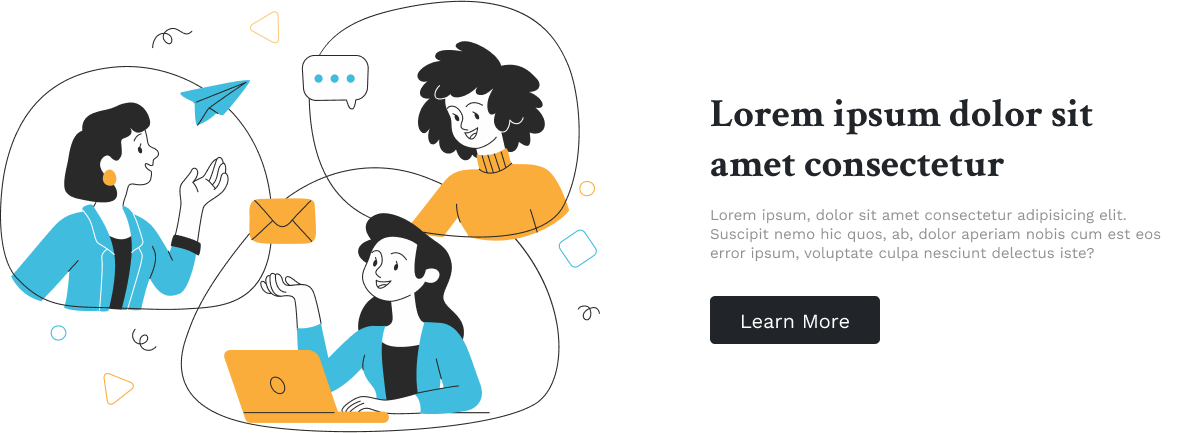 Lorem ipsum dolor sit
amet consectetur
Lorem ipsum, dolor sit amet consectetur adipisicing elit.
Suscipit nemo hic quos, ab, dolor aperiam nobis cum est eos
error ipsum, voluptate culpa nesciunt delectus iste?
Learn More